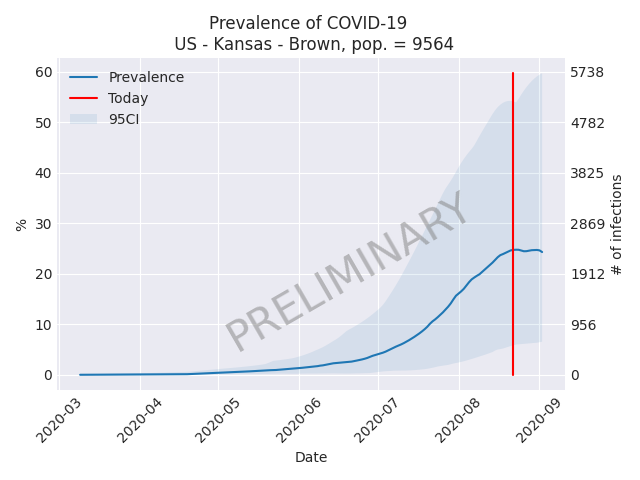 Prevalence of COVID-19
US - Kansas - Brown, pop. = 9564
Prevalence
Today
95CI
60
50
40
30
20
10
0
%
5738
4782
3825
2869
1912
956
0
# of infections
PRELIMINARY
2020-03
2020-04
2020-05
2020-06
2020-07
2020-08
2020-09
Date